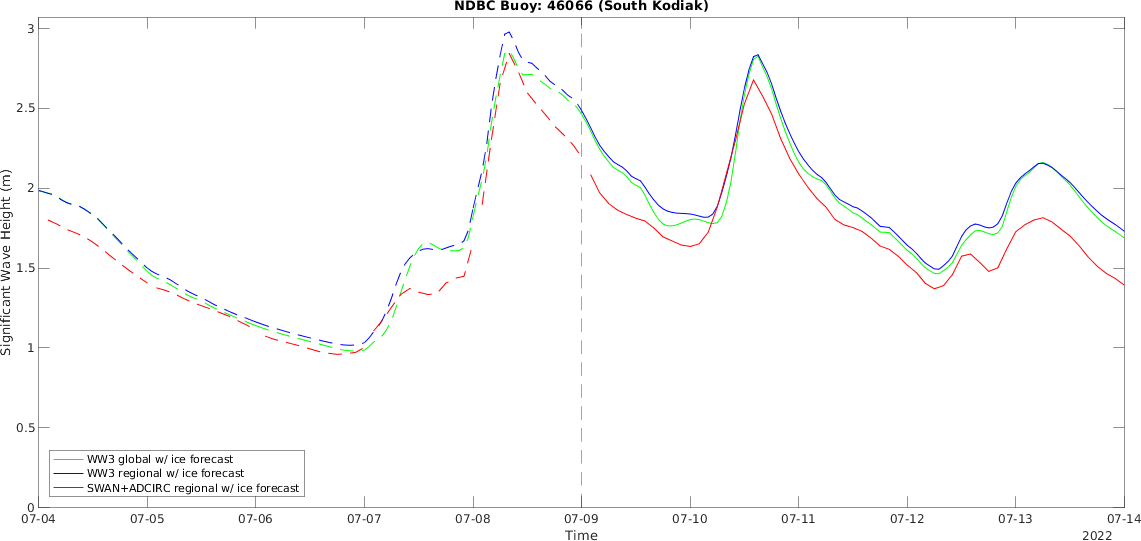 NDBC Buoy: 46066 (South Kodiak)
Significant Wave Height (m)
3
2.5
2
1.5
1
0.5
0
WW3 global w/ ice forecast
WW3 regional w/ ice forecast
SWAN+ADCIRC regional w/ ice forecast
07-04 07-05 07-06 07-07 07-08 07-09 07-10 07-11 07-12 07-13 07-14
Time
2022